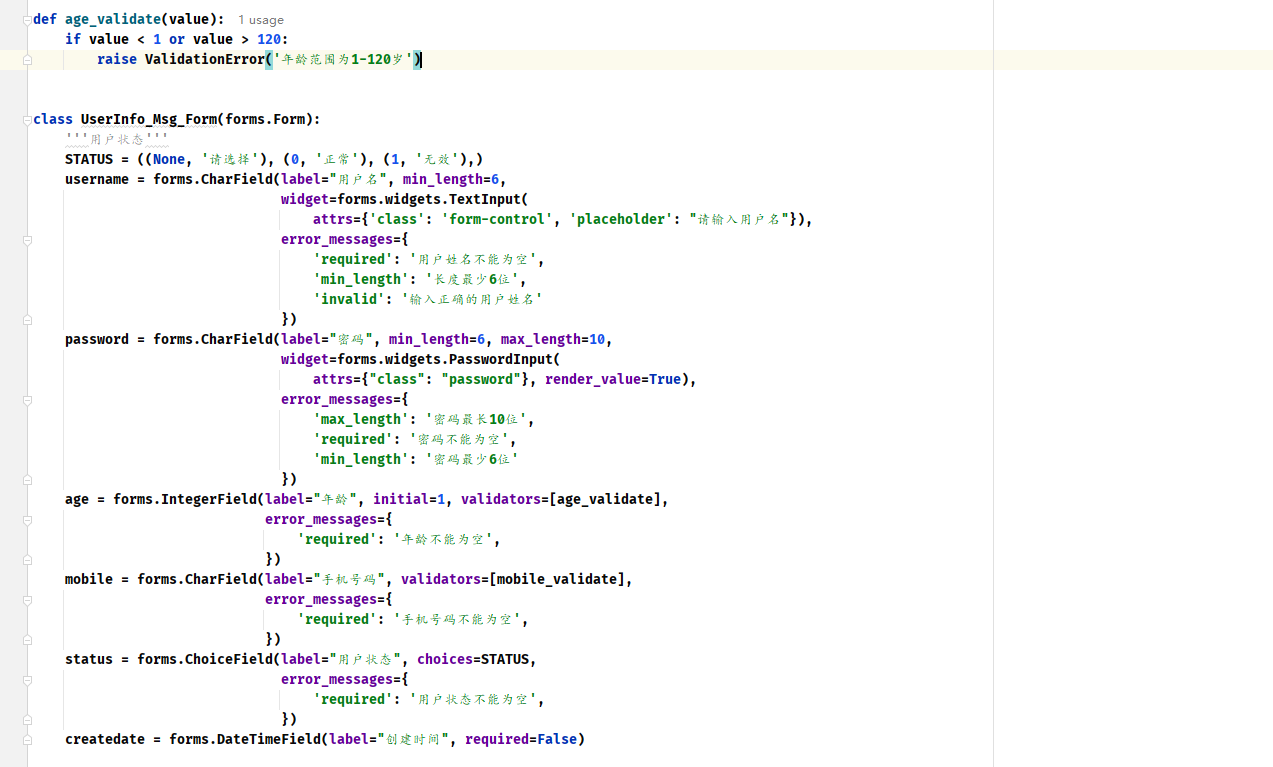 def age_validate(value):  1 usage
    if value < 1 or value > 120:
        raise ValidationError('年龄范围为1-120岁')
class UserInfo_Msg_Form(forms.Form):
    '''用户状态'''
    STATUS = ((None, '请选择'), (0, '正常'), (1, '无效'),)
    username = forms.CharField(label="用户名", min_length=6,
                               widget=forms.widgets.TextInput(
                                   attrs={'class': 'form-control', 'placeholder': "请输入用户名"}),
                               error_messages={
                                   'required': '用户姓名不能为空',
                                   'min_length': '长度最少6位',
                                   'invalid': '输入正确的用户姓名'
                               })
    password = forms.CharField(label="密码", min_length=6, max_length=10,
                               widget=forms.widgets.PasswordInput(
                                   attrs={"class": "password"}, render_value=True),
                               error_messages={
                                   'max_length': '密码最长10位',
                                   'required': '密码不能为空',
                                   'min_length': '密码最少6位'
                               })
    age = forms.IntegerField(label="年龄", initial=1, validators=[age_validate],
                             error_messages={
                                 'required': '年龄不能为空',
                             })
    mobile = forms.CharField(label="手机号码", validators=[mobile_validate],
                             error_messages={
                                 'required': '手机号码不能为空',
                             })
    status = forms.ChoiceField(label="用户状态", choices=STATUS,
                               error_messages={
                                   'required': '用户状态不能为空',
                               })
    createdate = forms.DateTimeField(label="创建时间", required=False)